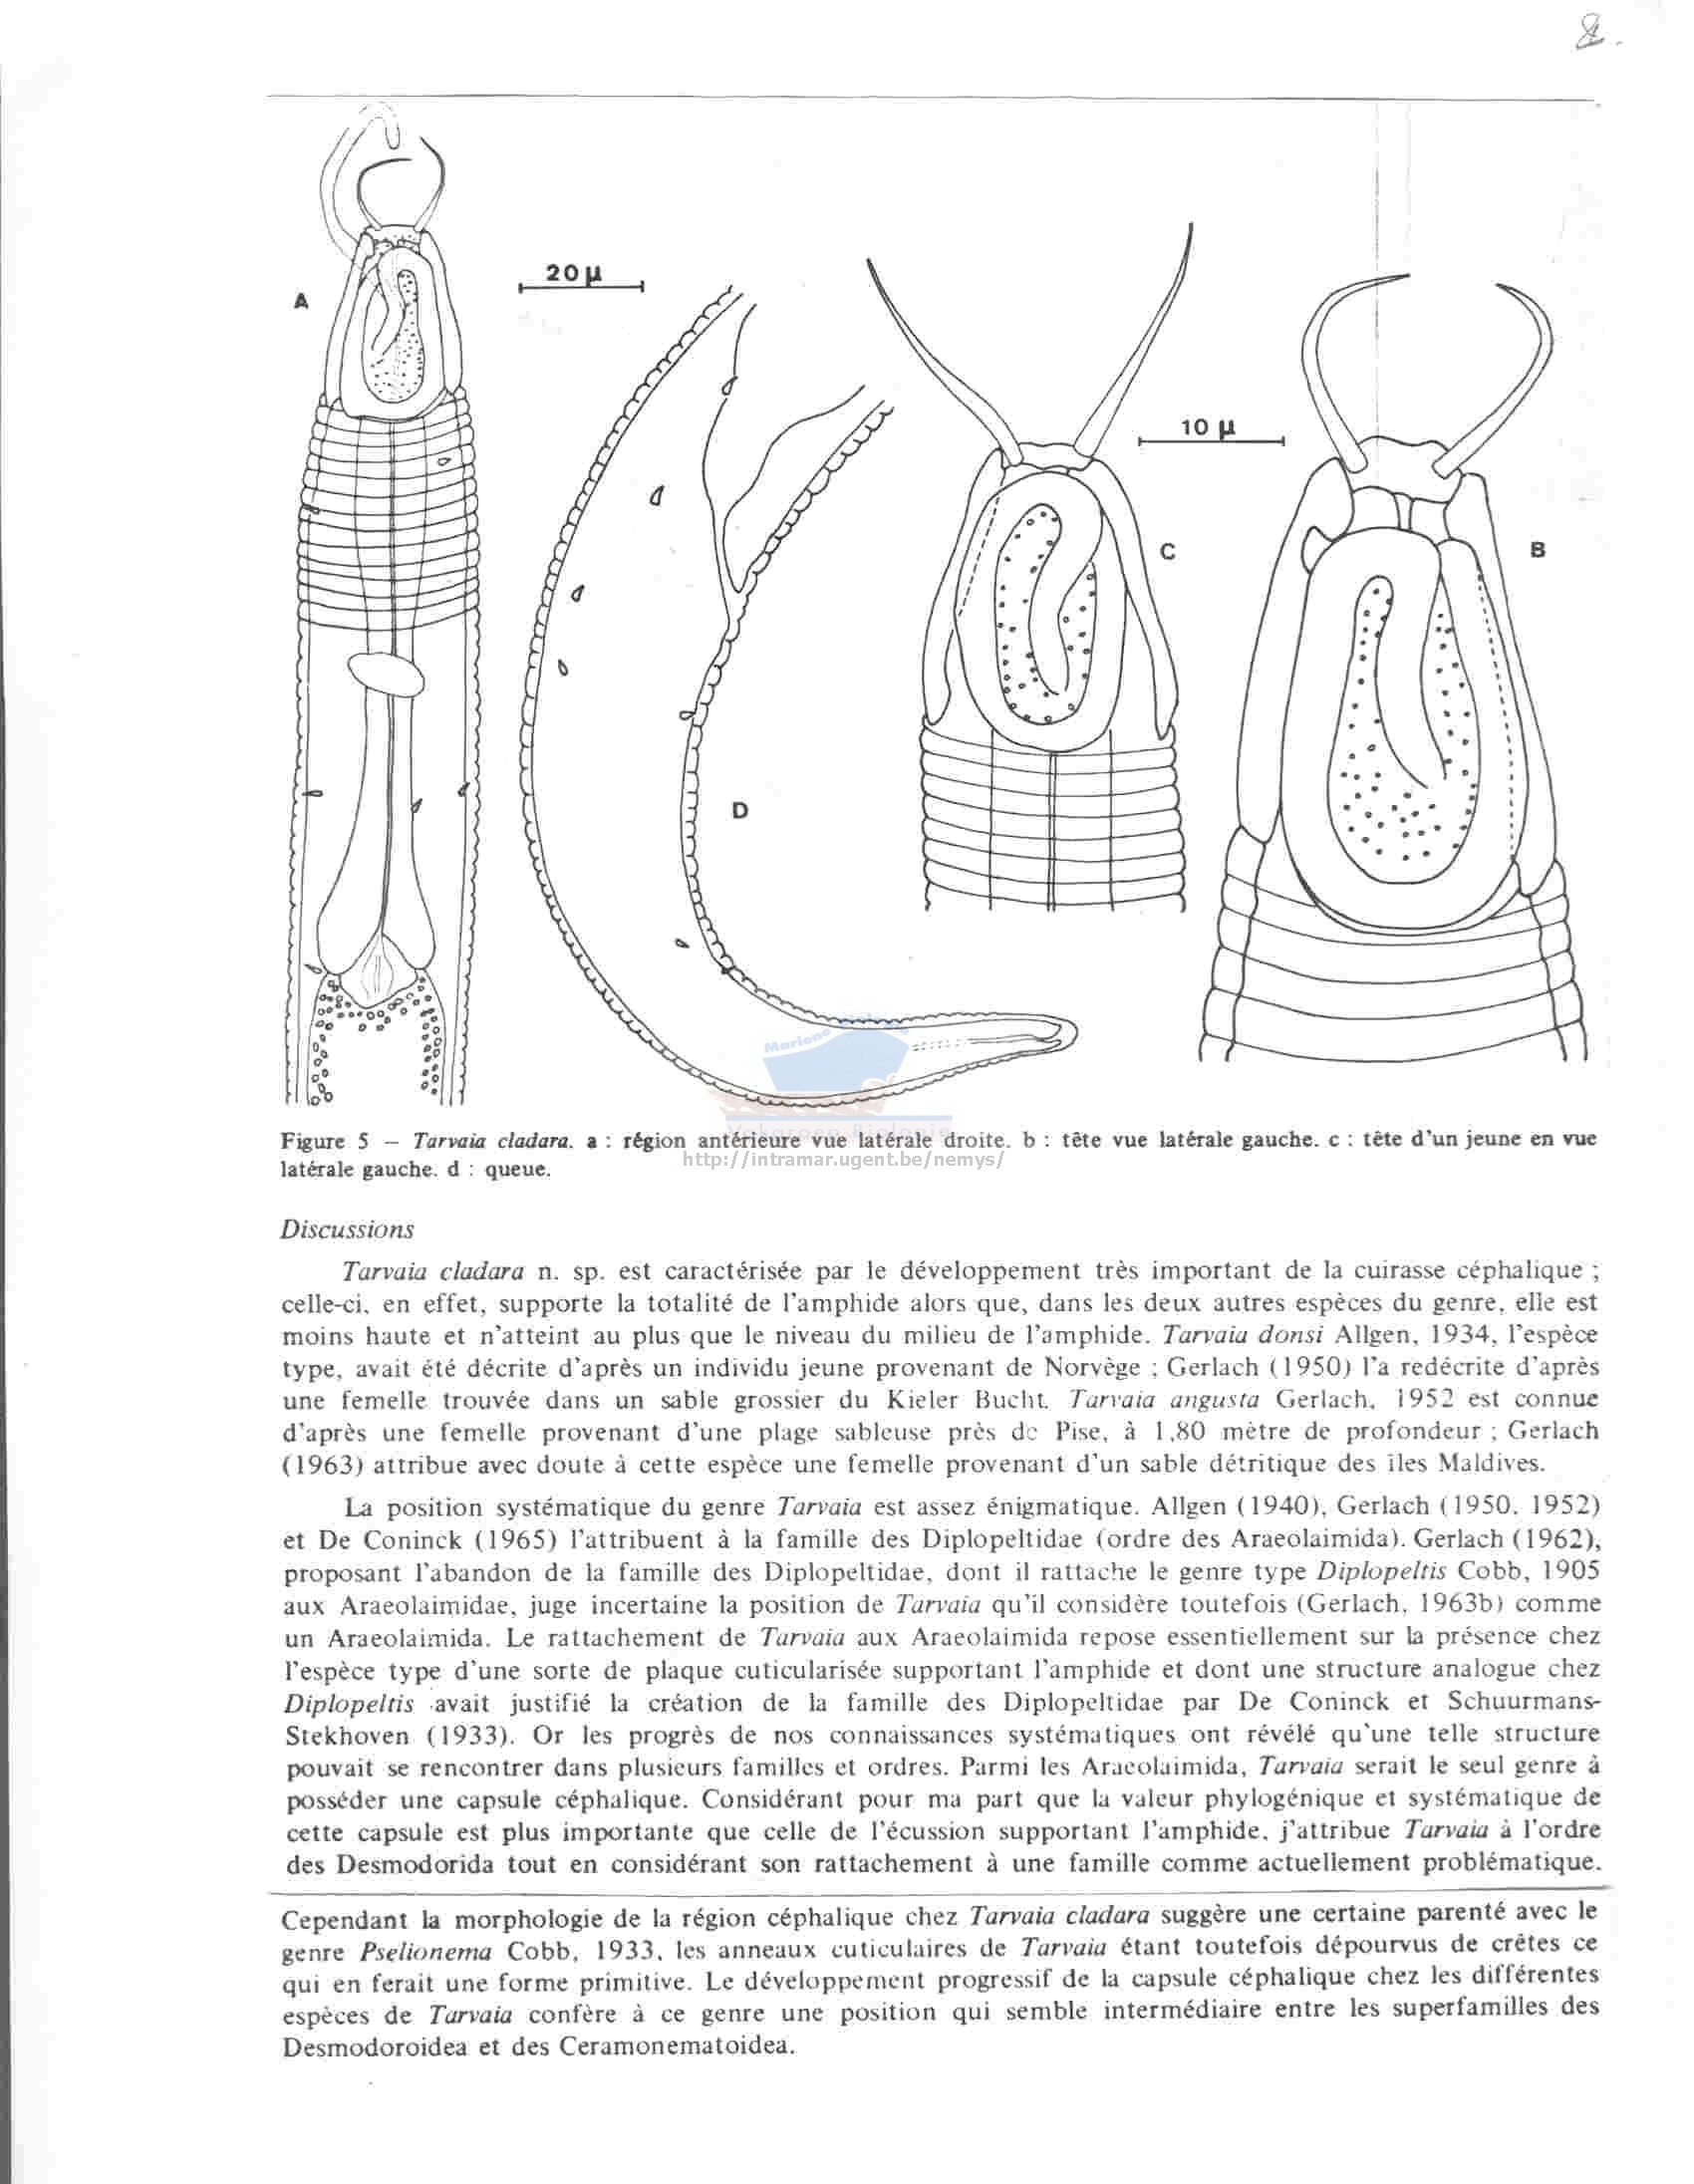 2.
A
20 µ
10 µ
C
B
D
Marine Biology
Vakgroep Biologie
Figure 5 – Tarvaia cladara. a : région antérieure vue latérale droite. b : tête vue latérale gauche. c : tête d'un jeune en vue
http://intramar.ugent.be/nemys/
latérale gauche. d : queue.
Discussions
Tarvaia cladara n. sp. est caractérisée par le développement très important de la cuirasse céphalique ;
celle-ci, en effet, supporte la totalité de l'amphide alors que, dans les deux autres espèces du genre, elle est
moins haute et n'atteint au plus que le niveau du milieu de l'amphide. Tarvaia donsi Allgen, 1934, l'espèce
type, avait été décrite d'après un individu jeune provenant de Norvège ; Gerlach (1950) l'a redécrite d'après
une femelle trouvée dans un sable grossier du Kieler Bucht. Tarvaia angusta Gerlach, 1952 est connue
d'après une femelle provenant d'une plage sableuse près de Pise, à 1,80 mètre de profondeur ; Gerlach
(1963) attribue avec doute à cette espèce une femelle provenant d'un sable détritique des îles Maldives.
La position systématique du genre Tarvaia est assez énigmatique. Allgen (1940), Gerlach (1950, 1952)
et De Coninck (1965) l'attribuent à la famille des Diplopeltidae (ordre des Araeolaimida). Gerlach (1962),
proposant l'abandon de la famille des Diplopeltidae, dont il rattache le genre type Diplopeltis Cobb, 1905
aux Araeolaimidae, juge incertaine la position de Tarvaia qu'il considère toutefois (Gerlach, 1963b) comme
un Araeolaimida. Le rattachement de Tarvaia aux Araeolaimida repose essentiellement sur la présence chez
l'espèce type d'une sorte de plaque cuticularisée supportant l'amphide et dont une structure analogue chez
Diplopeltis avait justifié la création de la famille des Diplopeltidae par De Coninck et Schuurmans-
Stekhoven (1933). Or les progrès de nos connaissances systématiques ont révélé qu'une telle structure
pouvait se rencontrer dans plusieurs familles et ordres. Parmi les Araeolaimida, Tarvaia serait le seul genre à
posséder une capsule céphalique. Considérant pour ma part que la valeur phylogénique et systématique de
cette capsule est plus importante que celle de l'écussion supportant l'amphide, j'attribue Tarvaia à l'ordre
des Desmodorida tout en considérant son rattachement à une famille comme actuellement problématique.
Cependant la morphologie de la région céphalique chez Tarvaia cladara suggère une certaine parenté avec le
genre Pselionema Cobb, 1933, les anneaux cuticulaires de Tarvaia étant toutefois dépourvus de crêtes ce
qui en ferait une forme primitive. Le développement progressif de la capsule céphalique chez les différentes
espèces de Tarvaia confère à ce genre une position qui semble intermédiaire entre les superfamilles des
Desmodoroidea et des Ceramonematoidea.